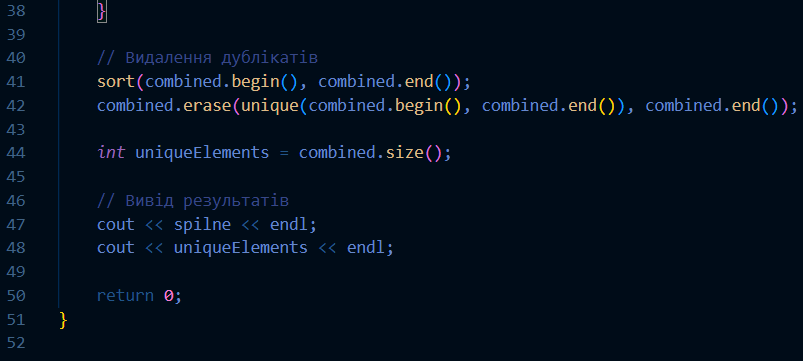 38 }
39
40 // Видалення дублікатів
41 sort(combined.begin(), combined.end());
42 combined.erase(unique(combined.begin(), combined.end()), combined.end());
43
44 int uniqueElements = combined.size();
45
46 // Вивід результатів
47 cout << spilne << endl;
48 cout << uniqueElements << endl;
49
50 return 0;
51 }
52